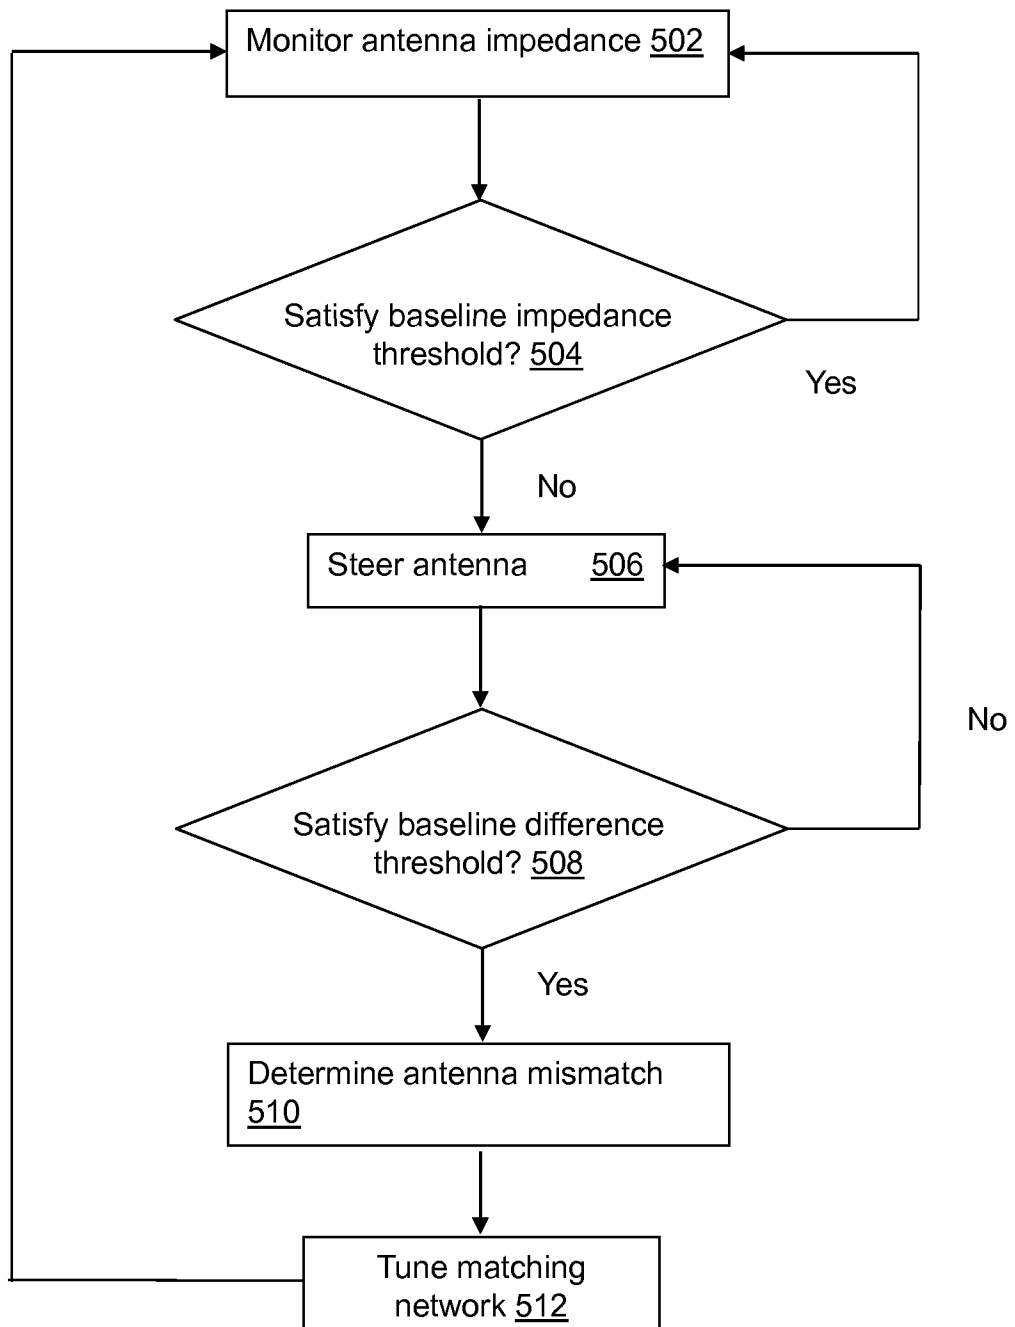 Monitor antenna impedance 502
Satisfy baseline impedance
threshold? 504
Yes
No
Steer antenna 506
No
Satisfy baseline difference
threshold? 508
Yes
Determine antenna mismatch
510
Tune matching
network 512